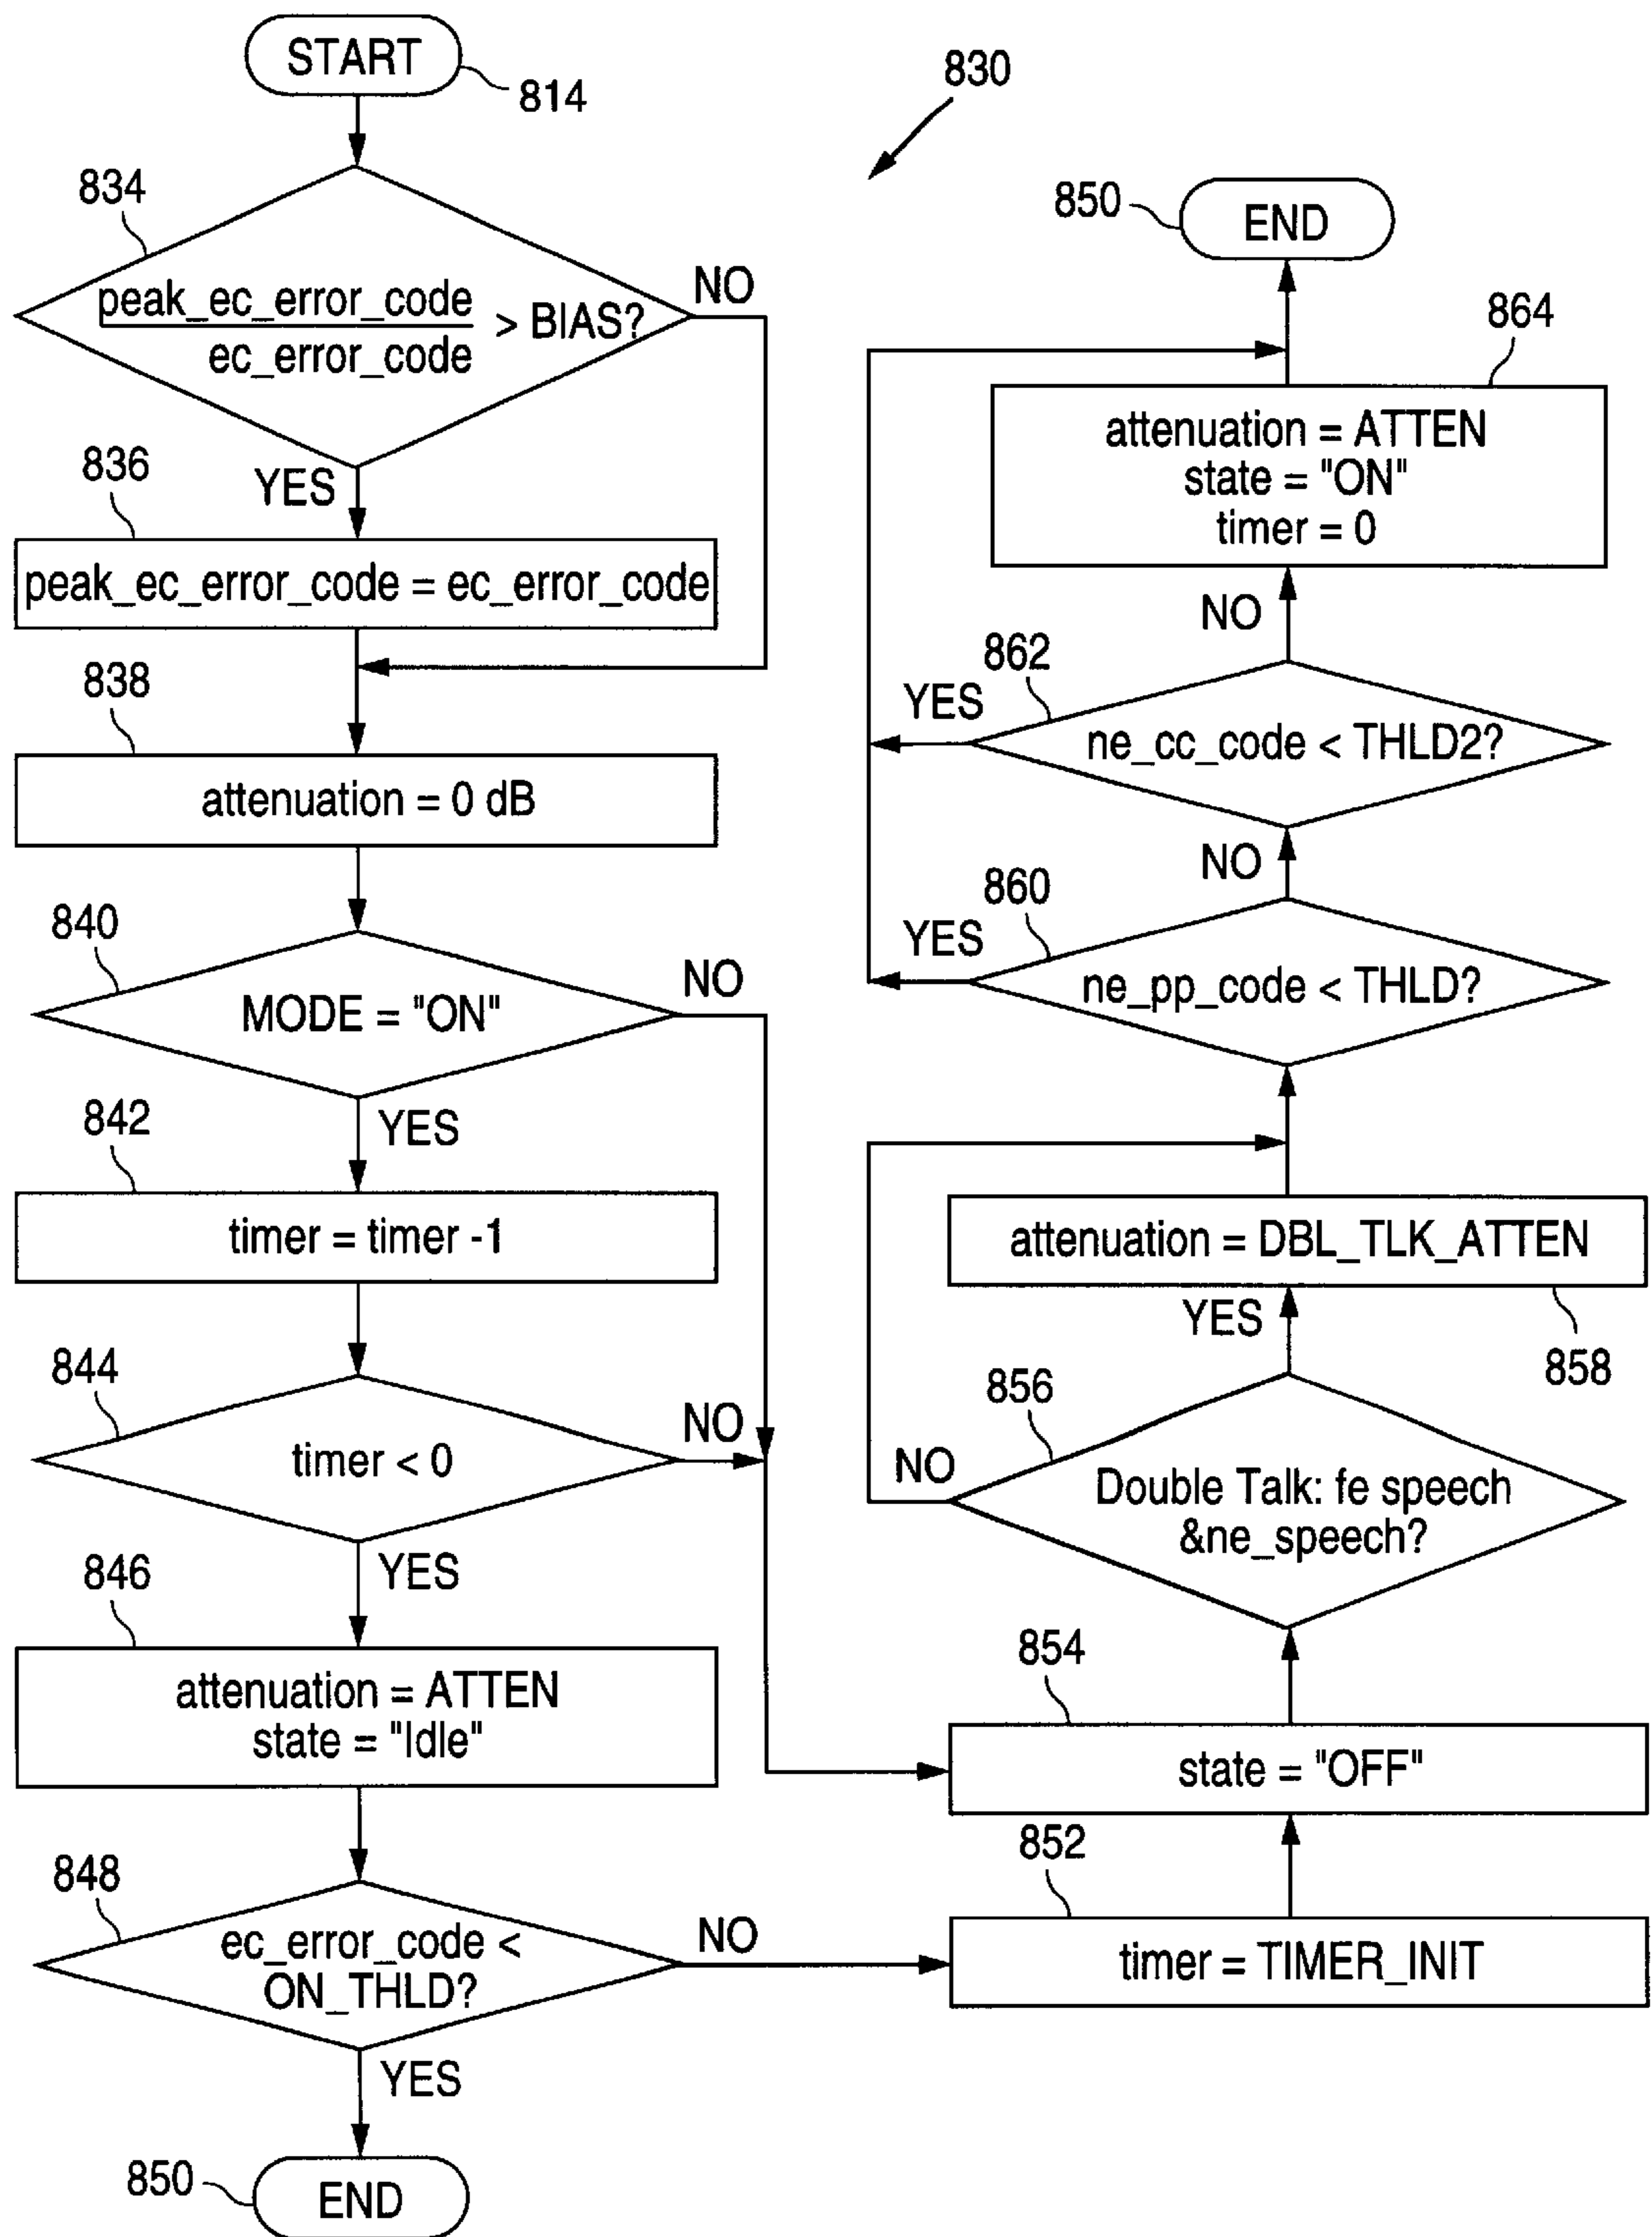 START
814
830
834
peak_ec_error_code
ec_error_code
> BIAS?
NO
YES
836
peak_ec_error_code = ec_error_code
838
attenuation = 0 dB
840
MODE = "ON"
NO
YES
842
timer = timer -1
844
timer < 0
NO
YES
846
attenuation = ATTEN
state = "Idle"
848
ec_error_code <
ON_THLD?
NO
YES
850
END
850
END
864
attenuation = ATTEN
state = "ON"
timer = 0
NO
862
YES
ne_cc_code < THLD2?
NO
860
YES
ne_pp_code < THLD?
attenuation = DBL_TLK_ATTEN
YES
858
856
NO
Double Talk: fe speech
&ne_speech?
854
state = "OFF"
852
timer = TIMER_INIT